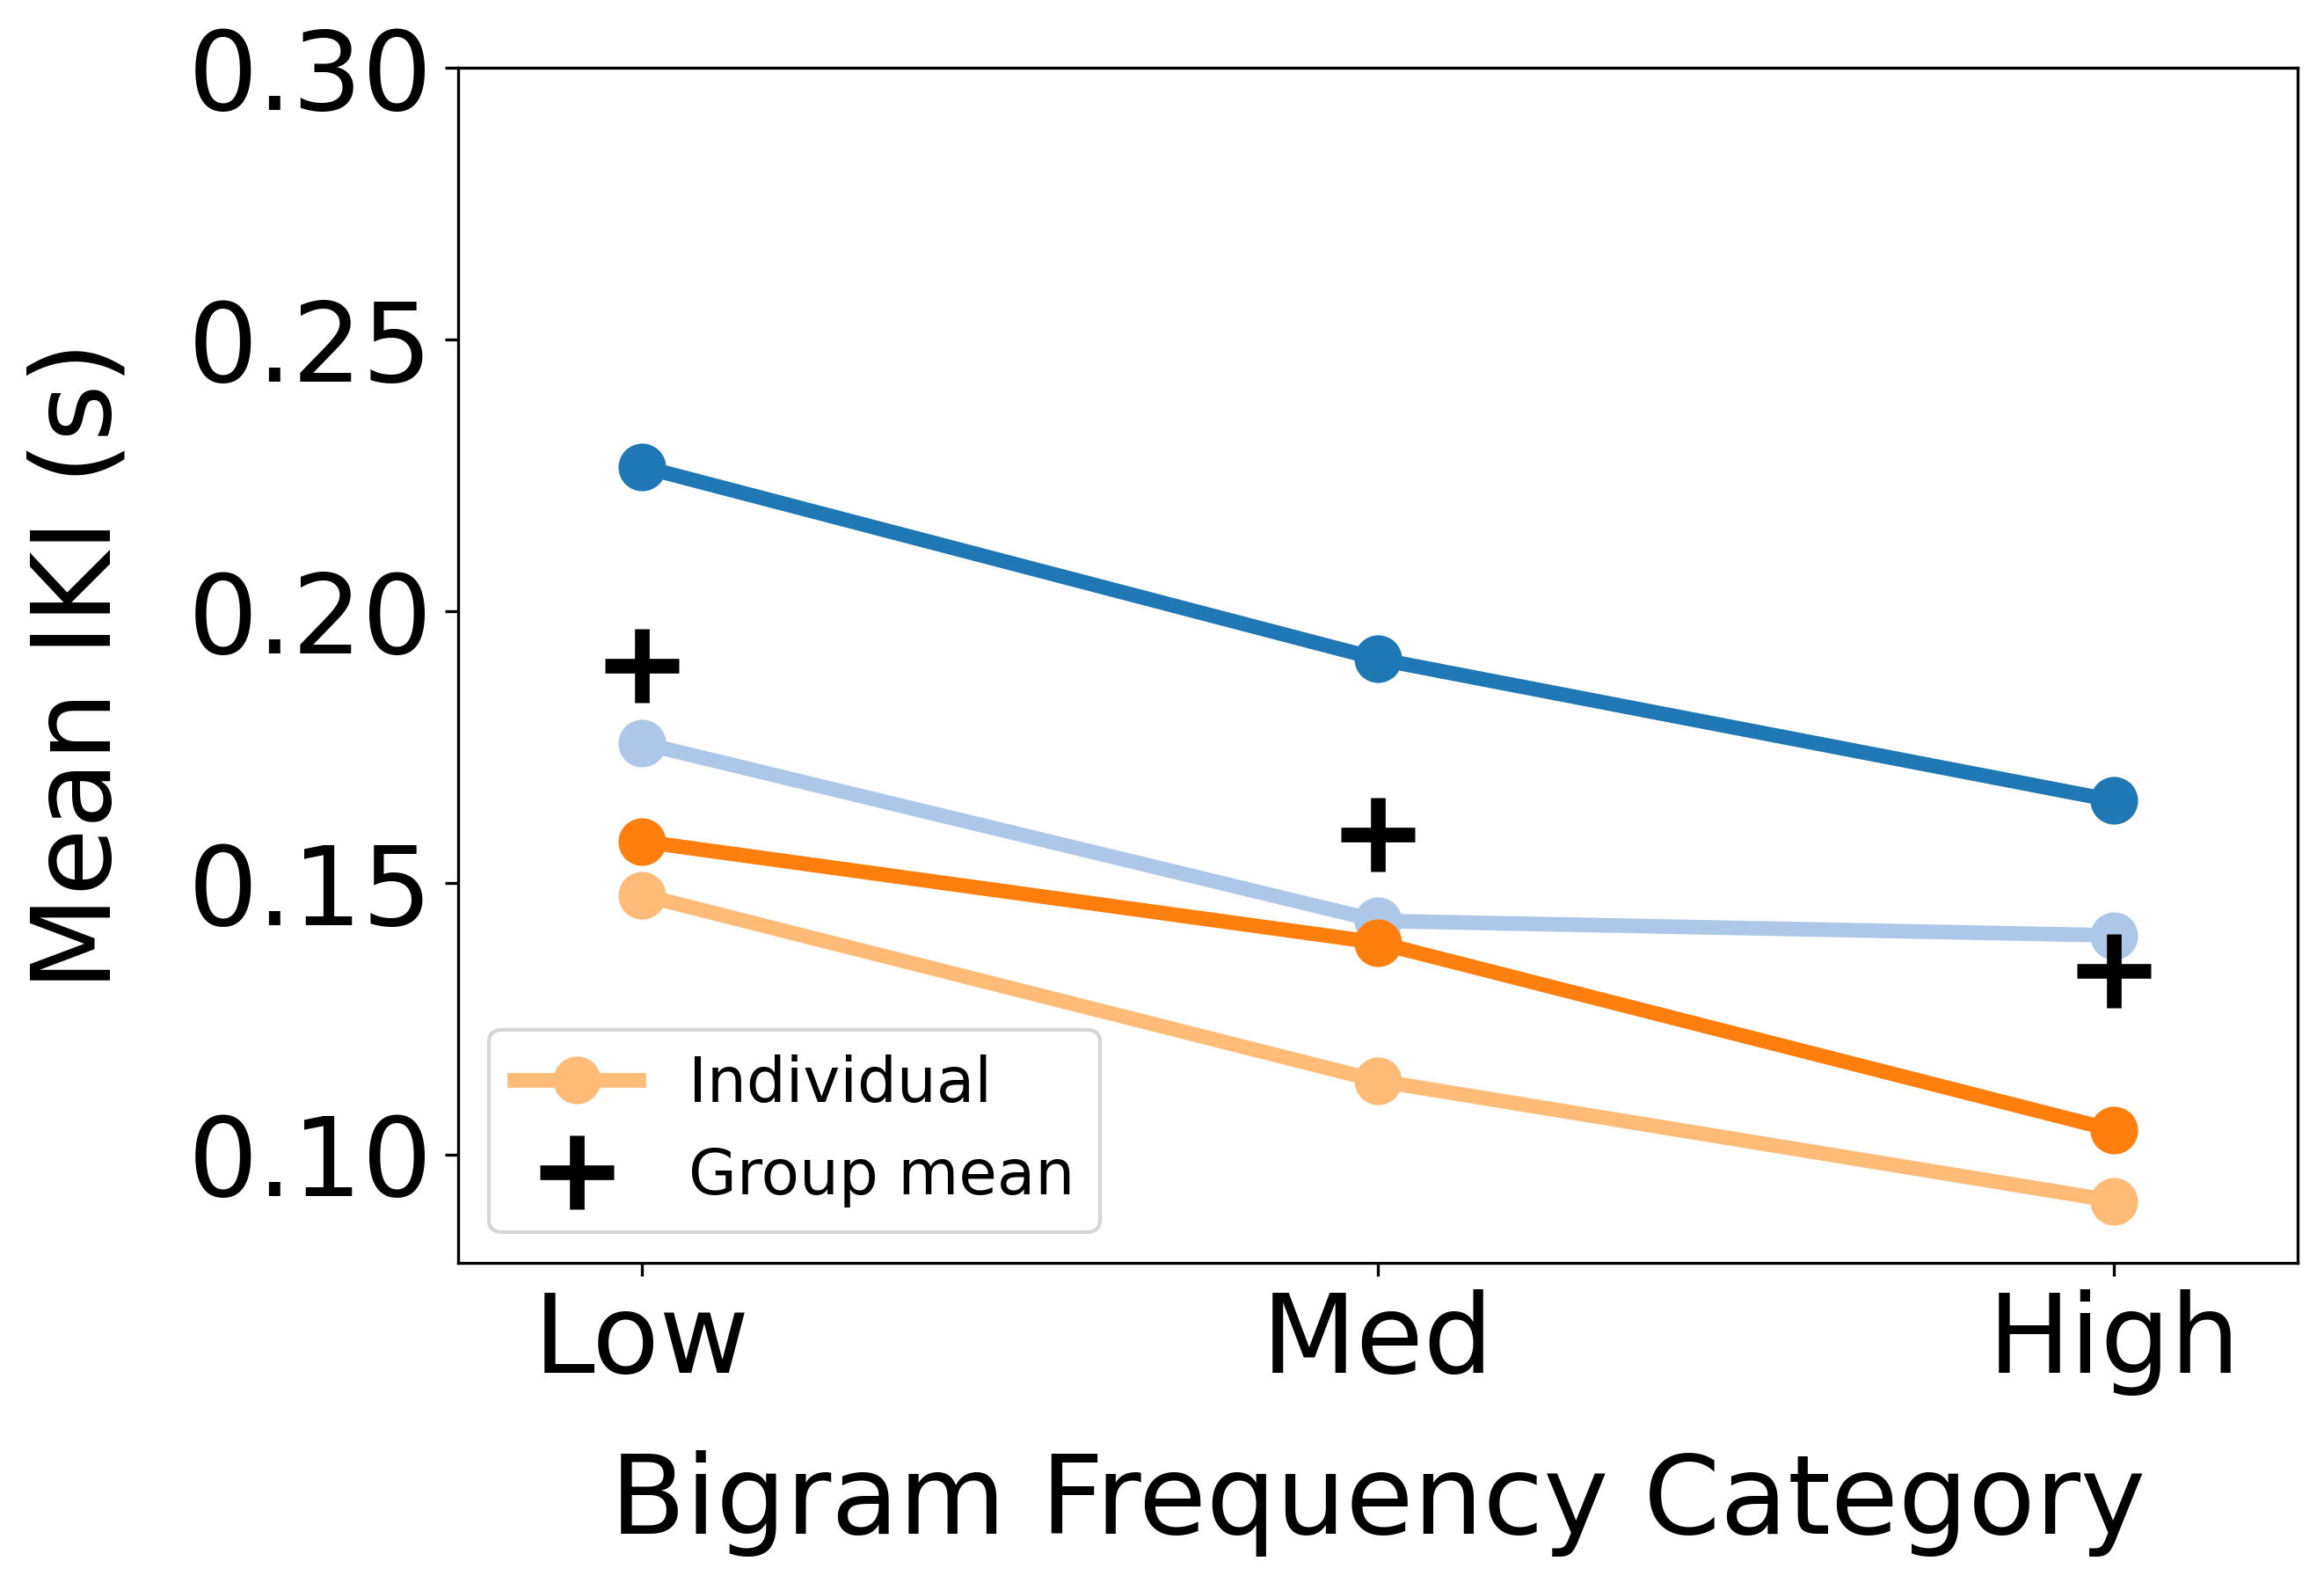 Mean IKI (s)
0.30
0.25
0.20
0.15
0.10
Individual
Group mean
Low Med High
Bigram Frequency Category